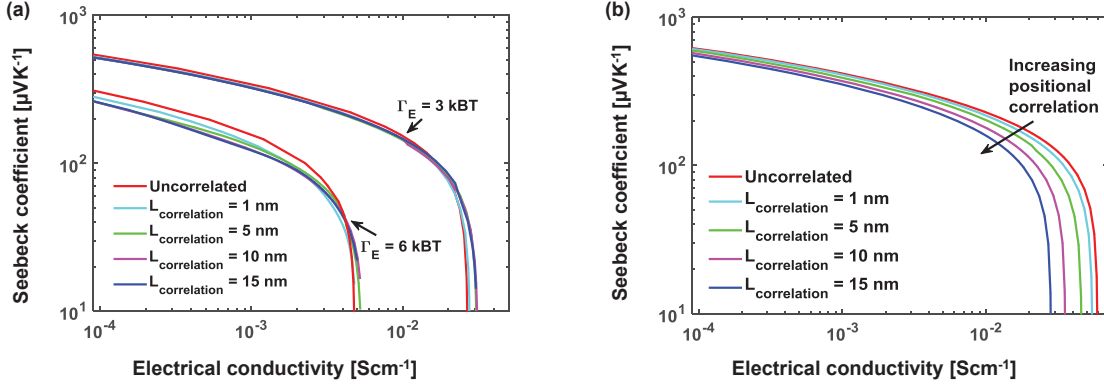 (a)
10³
10²
10¹
Seebeck coefficient [µVK⁻¹]
Γ_E = 3 kBT
Γ_E = 6 kBT
Uncorrelated
L_correlation = 1 nm
L_correlation = 5 nm
L_correlation = 10 nm
L_correlation = 15 nm
10⁻⁴ 10⁻³ 10⁻²
Electrical conductivity [Scm⁻¹]
(b)
10³
10²
10¹
Seebeck coefficient [µVK⁻¹]
Increasing
positional
correlation
Uncorrelated
L_correlation = 1 nm
L_correlation = 5 nm
L_correlation = 10 nm
L_correlation = 15 nm
10⁻⁴ 10⁻³ 10⁻²
Electrical conductivity [Scm⁻¹]